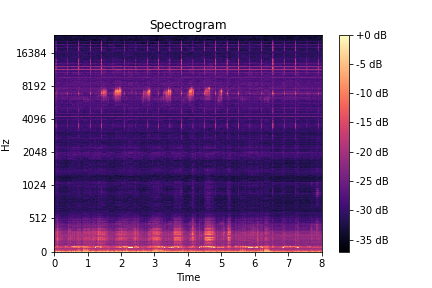 Spectrogram
+0 dB
16384
-5 dB
8192
-10 dB
4096
-15 dB
Hz
2048
-20 dB
1024
-25 dB
512
-30 dB
0
-35 dB
0 1 2 3 4 5 6 7 8
Time